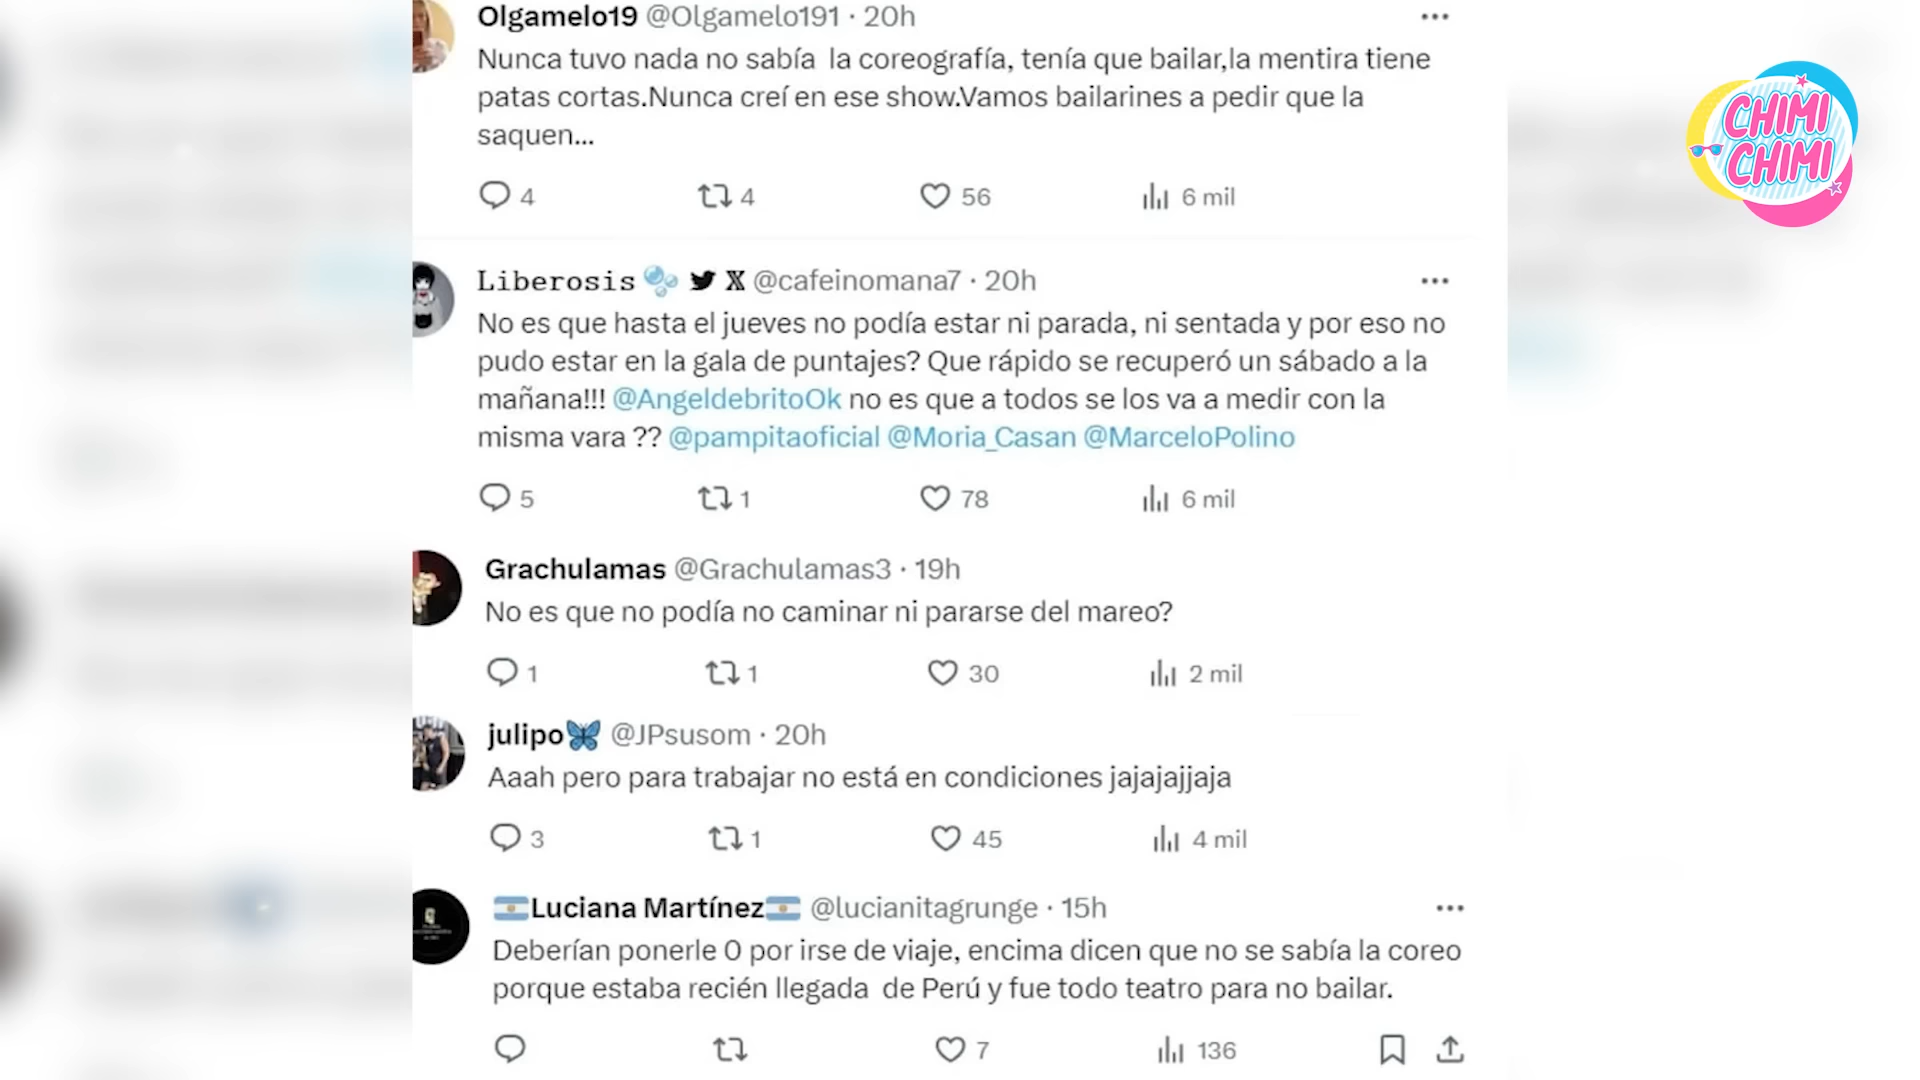 Olgamelo19 @Olgamelo191 · 20h
Nunca tuvo nada no sabía la coreografía, tenía que bailar,la mentira tiene
patas cortas.Nunca creí en ese show.Vamos bailarines a pedir que la
saquen...
4 4 56 6 mil
CHIMI
CHIMI
Liberosis 🫧 🐦 𝕏 @cafeinomana7 · 20h
No es que hasta el jueves no podía estar ni parada, ni sentada y por eso no
pudo estar en la gala de puntajes? Que rápido se recuperó un sábado a la
mañana!!! @AngeldebritoOk no es que a todos se los va a medir con la
misma vara ?? @pampitaoficial @Moria_Casan @MarceloPolino
5 1 78 6 mil
Grachulamas @Grachulamas3 · 19h
No es que no podía no caminar ni pararse del mareo?
1 1 30 2 mil
julipo🦋 @JPsusom · 20h
Aaah pero para trabajar no está en condiciones jajajajjaja
3 1 45 4 mil
🇦🇷Luciana Martínez🇦🇷 @lucianitagrunge · 15h
Deberían ponerle 0 por irse de viaje, encima dicen que no se sabía la coreo
porque estaba recién llegada de Perú y fue todo teatro para no bailar.
7 136